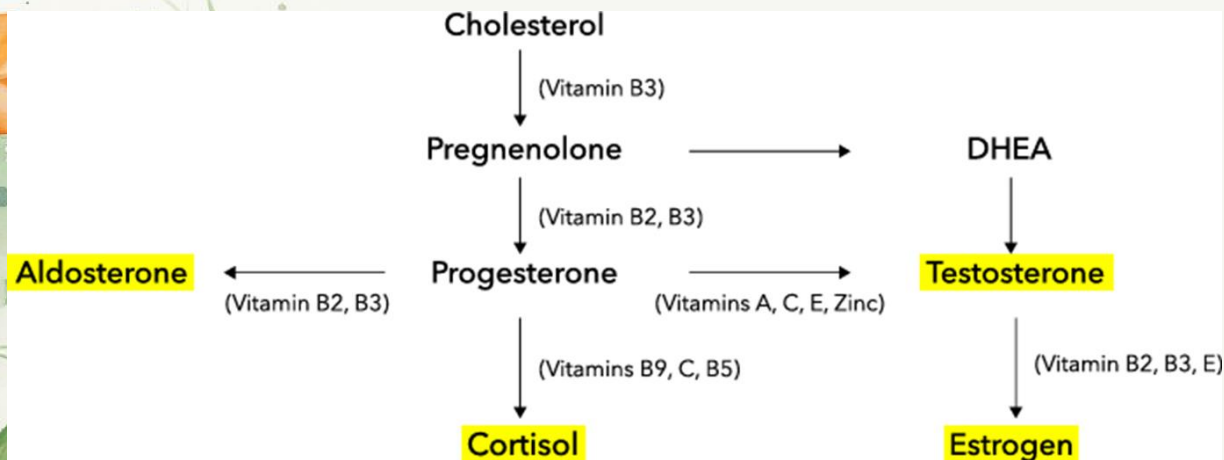 Cholesterol
(Vitamin B3)
Pregnenolone
DHEA
(Vitamin B2, B3)
Aldosterone
Progesterone
Testosterone
(Vitamin B2, B3)
(Vitamins A, C, E, Zinc)
(Vitamins B9, C, B5)
(Vitamin B2, B3, E)
Cortisol
Estrogen